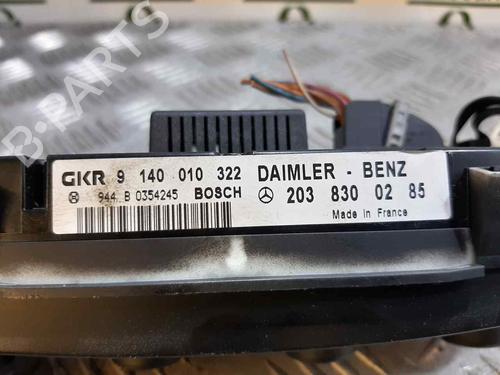 B-PARTS
GKR 9 140 010 322 DAIMLER - BENZ
944 B 0354245 BOSCH 203 830 02 85
Made in France